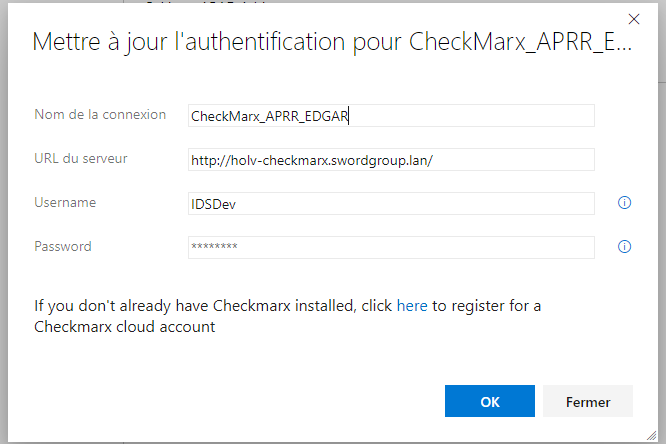 Mettre à jour l'authentification pour CheckMarx_APRR_E...
Nom de la connexion CheckMarx_APRR_EDGAR
URL du serveur http://holv-checkmarx.swordgroup.lan/
Username IDSDev
Password ********
If you don't already have Checkmarx installed, click here to register for a
Checkmarx cloud account
OK Fermer